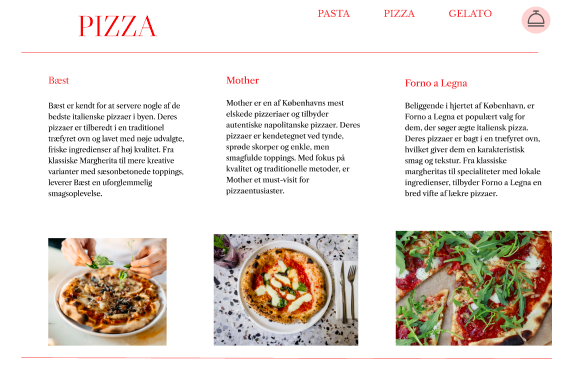 PIZZA
PASTA
PIZZA
GELATO
Bæst
Bæst er kendt for at servere nogle af de
bedste italienske pizzaer i byen. Deres
pizzaer er tilberedt i en traditionel
træfyret ovn og lavet med nøje udvalgte,
friske ingredienser af høj kvalitet. Fra
klassiske Margherita til mere kreative
varianter med sæsonbetonede toppings,
leverer Bæst en uforglemmelig
smagsoplevelse.
Mother
Mother er en af Københavns mest
elskede pizzeriaer og tilbyder
autentiske napolitanske pizzaer. Deres
pizzaer er kendetegnet ved tynde,
sprøde skorper og enkle, men
smagfulde toppings. Med fokus på
kvalitet og traditionelle metoder, er
Mother et must-visit for
pizzaentusiaster.
Forno a Legna
Beliggende i hjertet af København, er
Forno a Legna et populært valg for
dem, der søger ægte italiensk pizza.
Deres pizzaer er bagt i en træfyret ovn,
hvilket giver dem en karakteristisk
smag og tekstur. Fra klassiske
margheritas til specialiteter med lokale
ingredienser, tilbyder Forno a Legna en
bred vifte af lækre pizzaer.